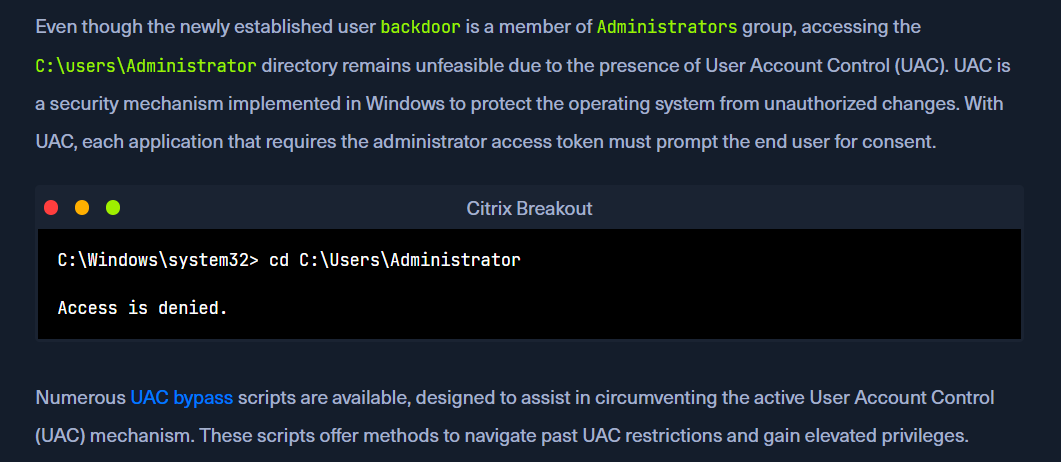 Even though the newly established user backdoor is a member of Administrators group, accessing the
C:\users\Administrator directory remains unfeasible due to the presence of User Account Control (UAC). UAC is
a security mechanism implemented in Windows to protect the operating system from unauthorized changes. With
UAC, each application that requires the administrator access token must prompt the end user for consent.
Citrix Breakout
C:\Windows\system32> cd C:\Users\Administrator
Access is denied.
Numerous UAC bypass scripts are available, designed to assist in circumventing the active User Account Control
(UAC) mechanism. These scripts offer methods to navigate past UAC restrictions and gain elevated privileges.